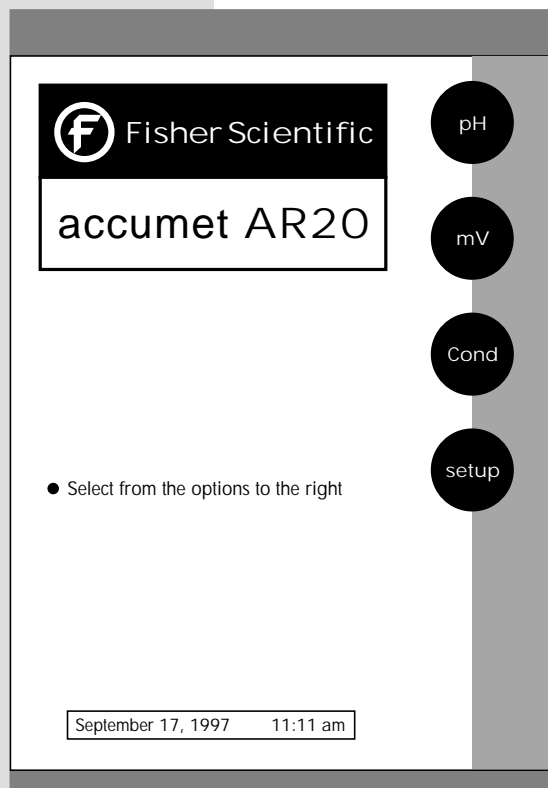 Fisher Scientific
accumet AR20
pH
mV
Cond
setup
● Select from the options to the right
September 17, 1997 11:11 am